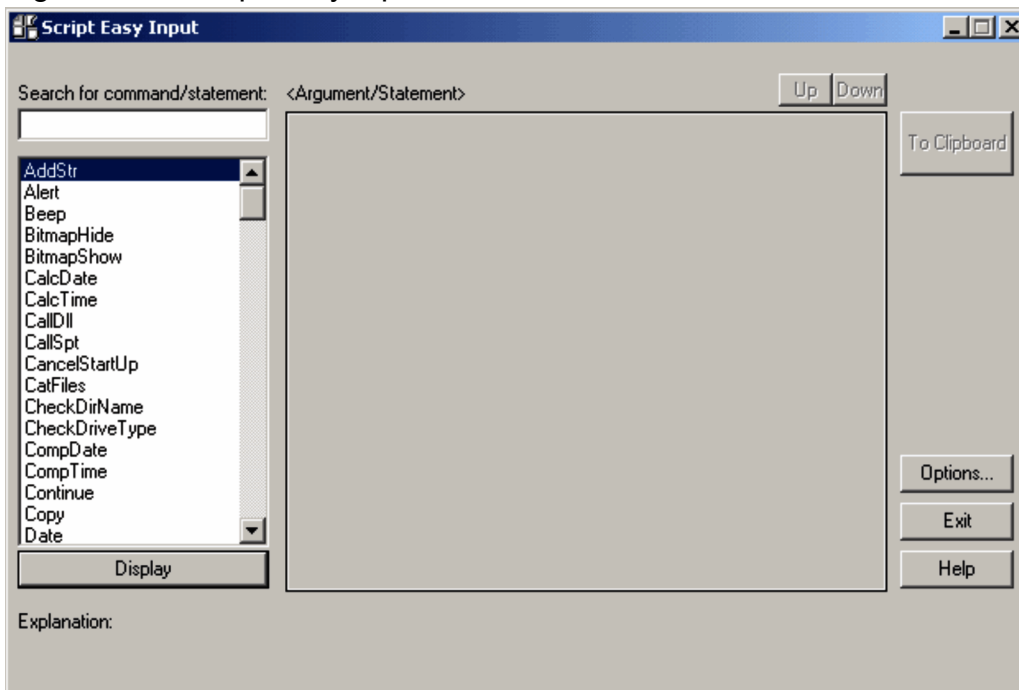 Script Easy Input
Search for command/statement:
<Argument/Statement>
Up
Down
To Clipboard
AddStr
Alert
Beep
BitmapHide
BitmapShow
CalcDate
CalcTime
CallDll
CallSpt
CancelStartUp
CatFiles
CheckDirName
CheckDriveType
CompDate
CompTime
Continue
Copy
Date
Display
Options...
Exit
Help
Explanation: